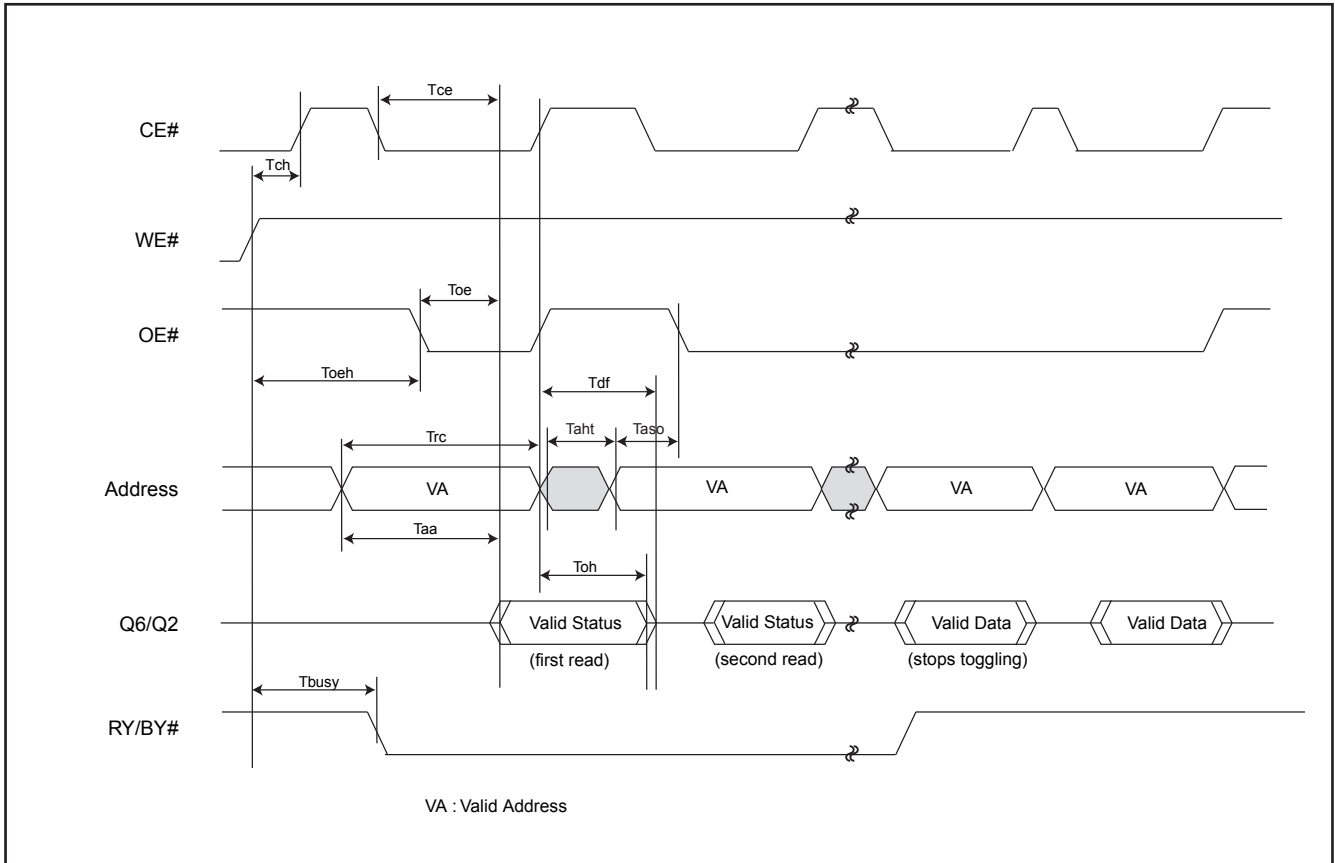 Tce
CE#
Tch
WE#
Toe
OE#
Toeh
Tdf
Trc
Taht
Taso
Address
VA
VA
VA
VA
Taa
Toh
Q6/Q2
Valid Status
Valid Status
Valid Data
Valid Data
(first read)
(second read)
(stops toggling)
Tbusy
RY/BY#
VA : Valid Address